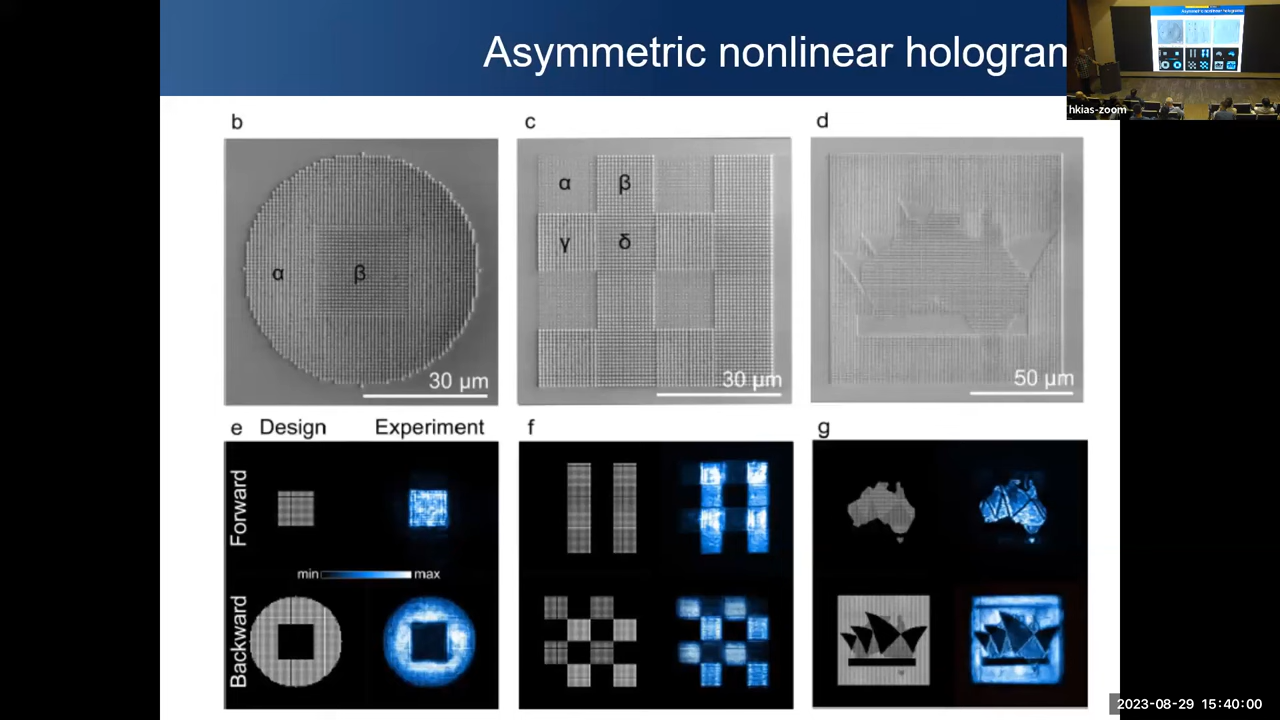 Asymmetric nonlinear hologram
hkias-zoom
b
c
d
α
β
30 μm
α
β
γ
δ
30 μm
50 μm
e Design Experiment
f
g
Forward
min max
Backward
2023-08-29 15:40:00